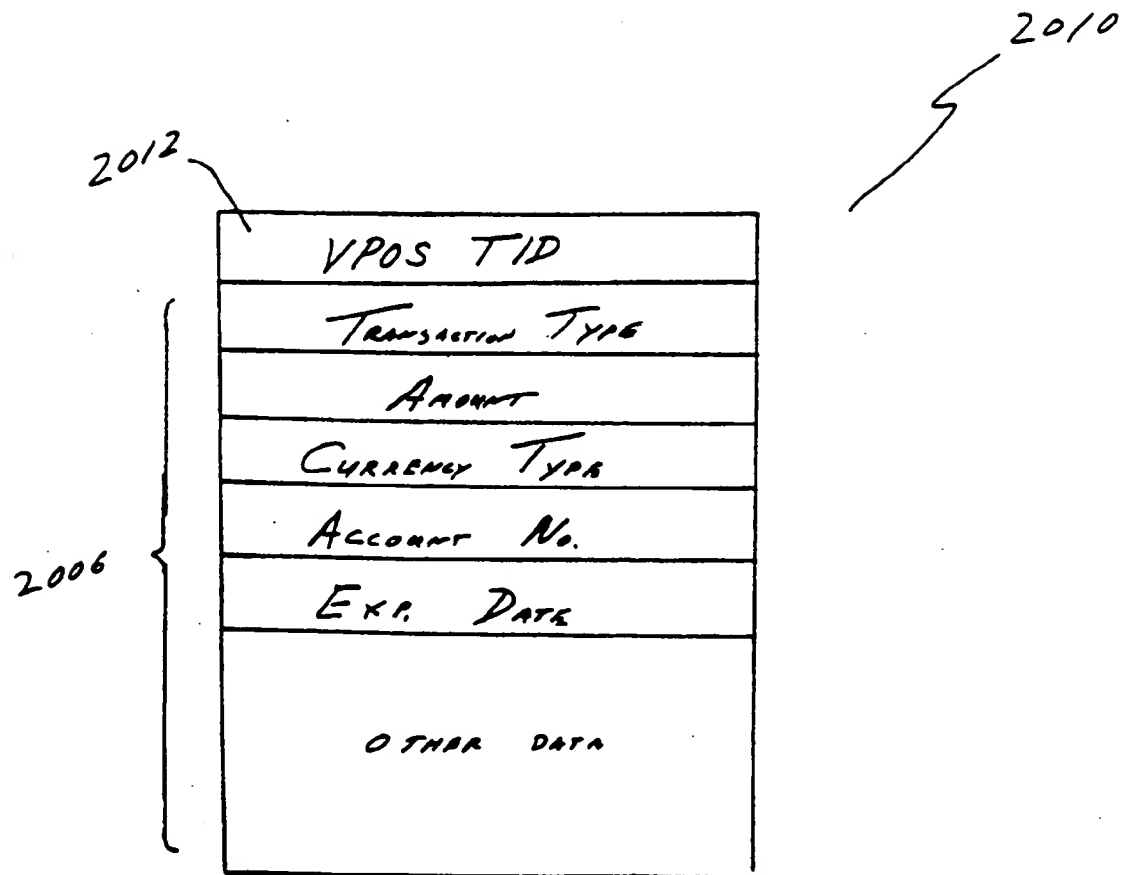 2010
2012
VPOS TID
TRANSACTION TYPE
AMOUNT
CURRENCY TYPE
ACCOUNT No.
2006
EXP. DATE
OTHER DATA